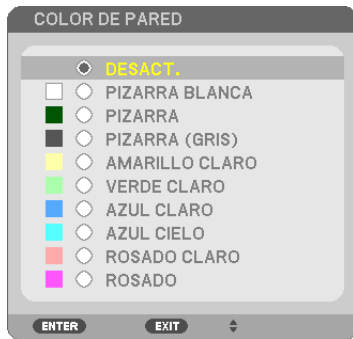 COLOR DE PARED
DESACT.
PIZARRA BLANCA
PIZARRA
PIZARRA (GRIS)
AMARILLO CLARO
VERDE CLARO
AZUL CLARO
AZUL CIELO
ROSADO CLARO
ROSADO
ENTER EXIT